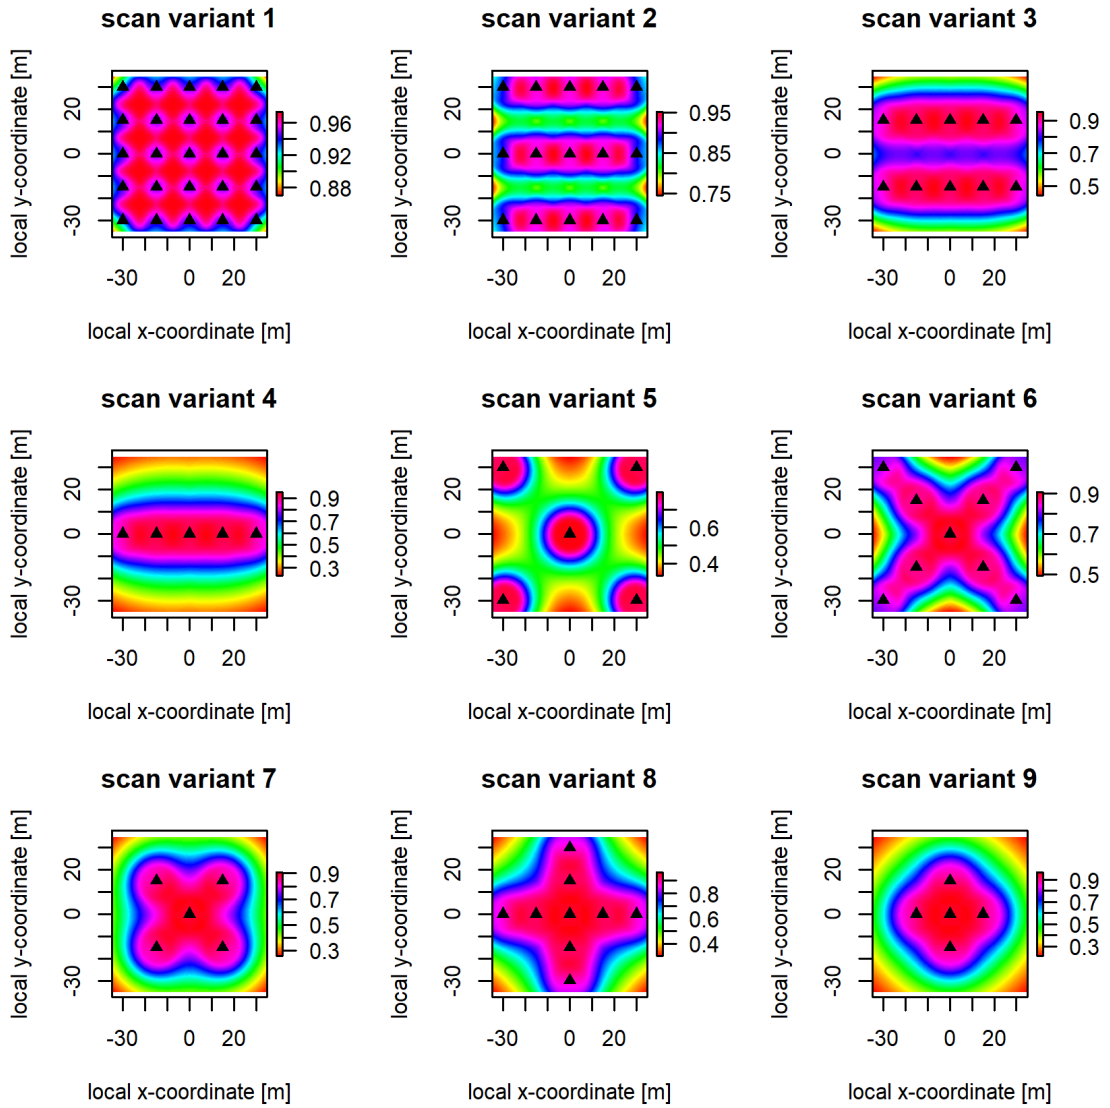 scan variant 1
local y-coordinate [m]
20
0
-30
-30 0 20
local x-coordinate [m]
0.96
0.92
0.88
scan variant 2
local y-coordinate [m]
20
0
-30
-30 0 20
local x-coordinate [m]
0.95
0.85
0.75
scan variant 3
local y-coordinate [m]
20
0
-30
-30 0 20
local x-coordinate [m]
0.9
0.7
0.5
scan variant 4
local y-coordinate [m]
20
0
-30
-30 0 20
local x-coordinate [m]
0.9
0.7
0.5
0.3
scan variant 5
local y-coordinate [m]
20
0
-30
-30 0 20
local x-coordinate [m]
0.6
0.4
scan variant 6
local y-coordinate [m]
20
0
-30
-30 0 20
local x-coordinate [m]
0.9
0.7
0.5
scan variant 7
local y-coordinate [m]
20
0
-30
-30 0 20
local x-coordinate [m]
0.9
0.7
0.5
0.3
scan variant 8
local y-coordinate [m]
20
0
-30
-30 0 20
local x-coordinate [m]
0.8
0.6
0.4
scan variant 9
local y-coordinate [m]
20
0
-30
-30 0 20
local x-coordinate [m]
0.9
0.7
0.5
0.3